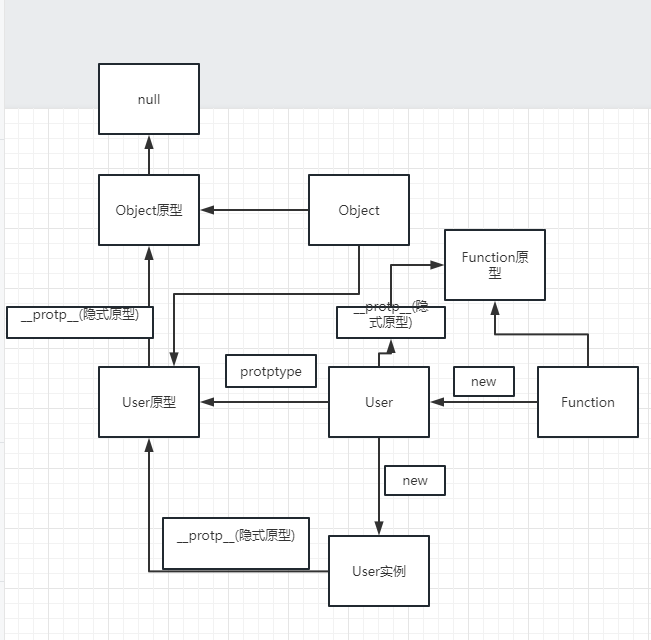 null
Object原型
Object
Function原
型
__protp__(隐式原型)
__protp__(隐
式原型)
protptype
new
User原型
User
Function
new
__protp__(隐式原型)
User实例